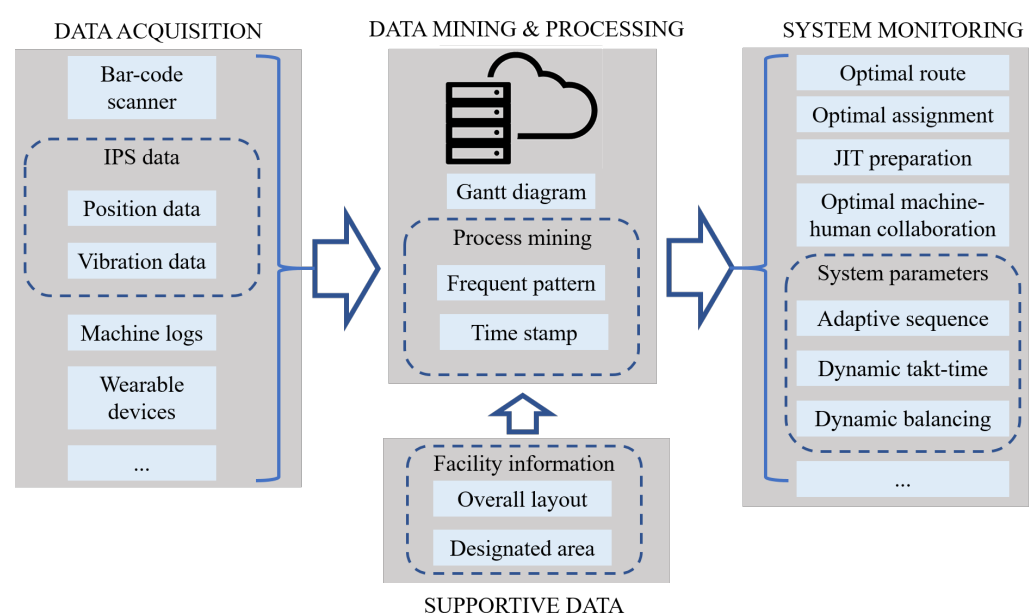 DATA ACQUISITION
Bar-code
scanner
IPS data
Position data
Vibration data
Machine logs
Wearable
devices
...
DATA MINING & PROCESSING
Gantt diagram
Process mining
Frequent pattern
Time stamp
Facility information
Overall layout
Designated area
SUPPORTIVE DATA
SYSTEM MONITORING
Optimal route
Optimal assignment
JIT preparation
Optimal machine-
human collaboration
System parameters
Adaptive sequence
Dynamic takt-time
Dynamic balancing
...